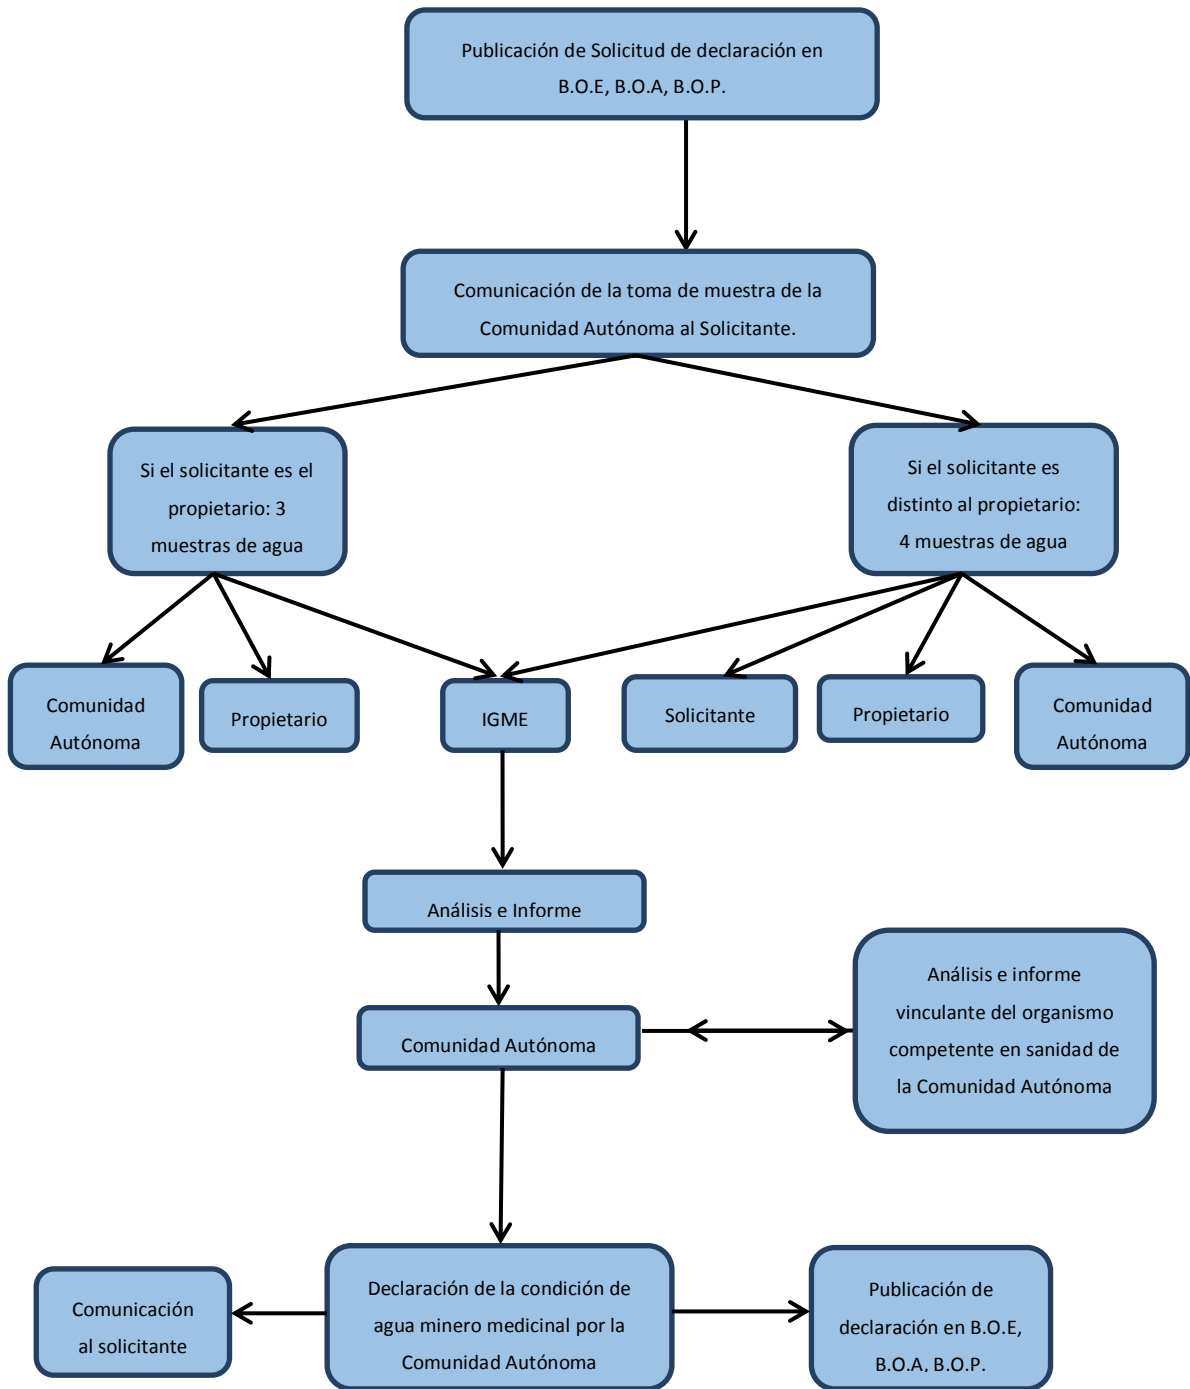 Publicación de Solicitud de declaración en
B.O.E, B.O.A, B.O.P.
Comunicación de la toma de muestra de la
Comunidad Autónoma al Solicitante.
Si el solicitante es el
propietario: 3
muestras de agua
Si el solicitante es
distinto al propietario:
4 muestras de agua
Comunidad
Autónoma
Propietario
IGME
Solicitante
Propietario
Comunidad
Autónoma
Análisis e Informe
Comunidad Autónoma
Análisis e informe
vinculante del organismo
competente en sanidad de
la Comunidad Autónoma
Comunicación
al solicitante
Declaración de la condición de
agua minero medicinal por la
Comunidad Autónoma
Publicación de
declaración en B.O.E,
B.O.A, B.O.P.